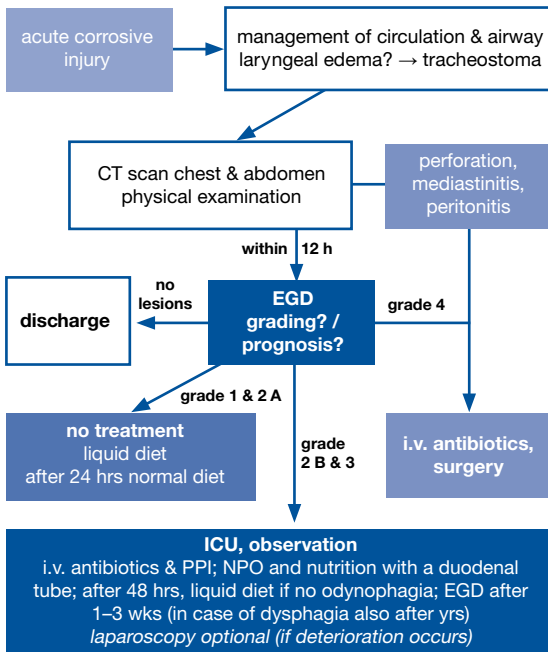 acute corrosive
injury
management of circulation & airway
laryngeal edema? → tracheostoma
CT scan chest & abdomen
physical examination
perforation,
mediastinitis,
peritonitis
within 12 h
no
lesions
discharge
EGD
grading? /
prognosis?
grade 4
grade 1 & 2 A
no treatment
liquid diet
after 24 hrs normal diet
grade
2 B & 3
i.v. antibiotics,
surgery
ICU, observation
i.v. antibiotics & PPI; NPO and nutrition with a duodenal
tube; after 48 hrs, liquid diet if no odynophagia; EGD after
1–3 wks (in case of dysphagia also after yrs)
laparoscopy optional (if deterioration occurs)